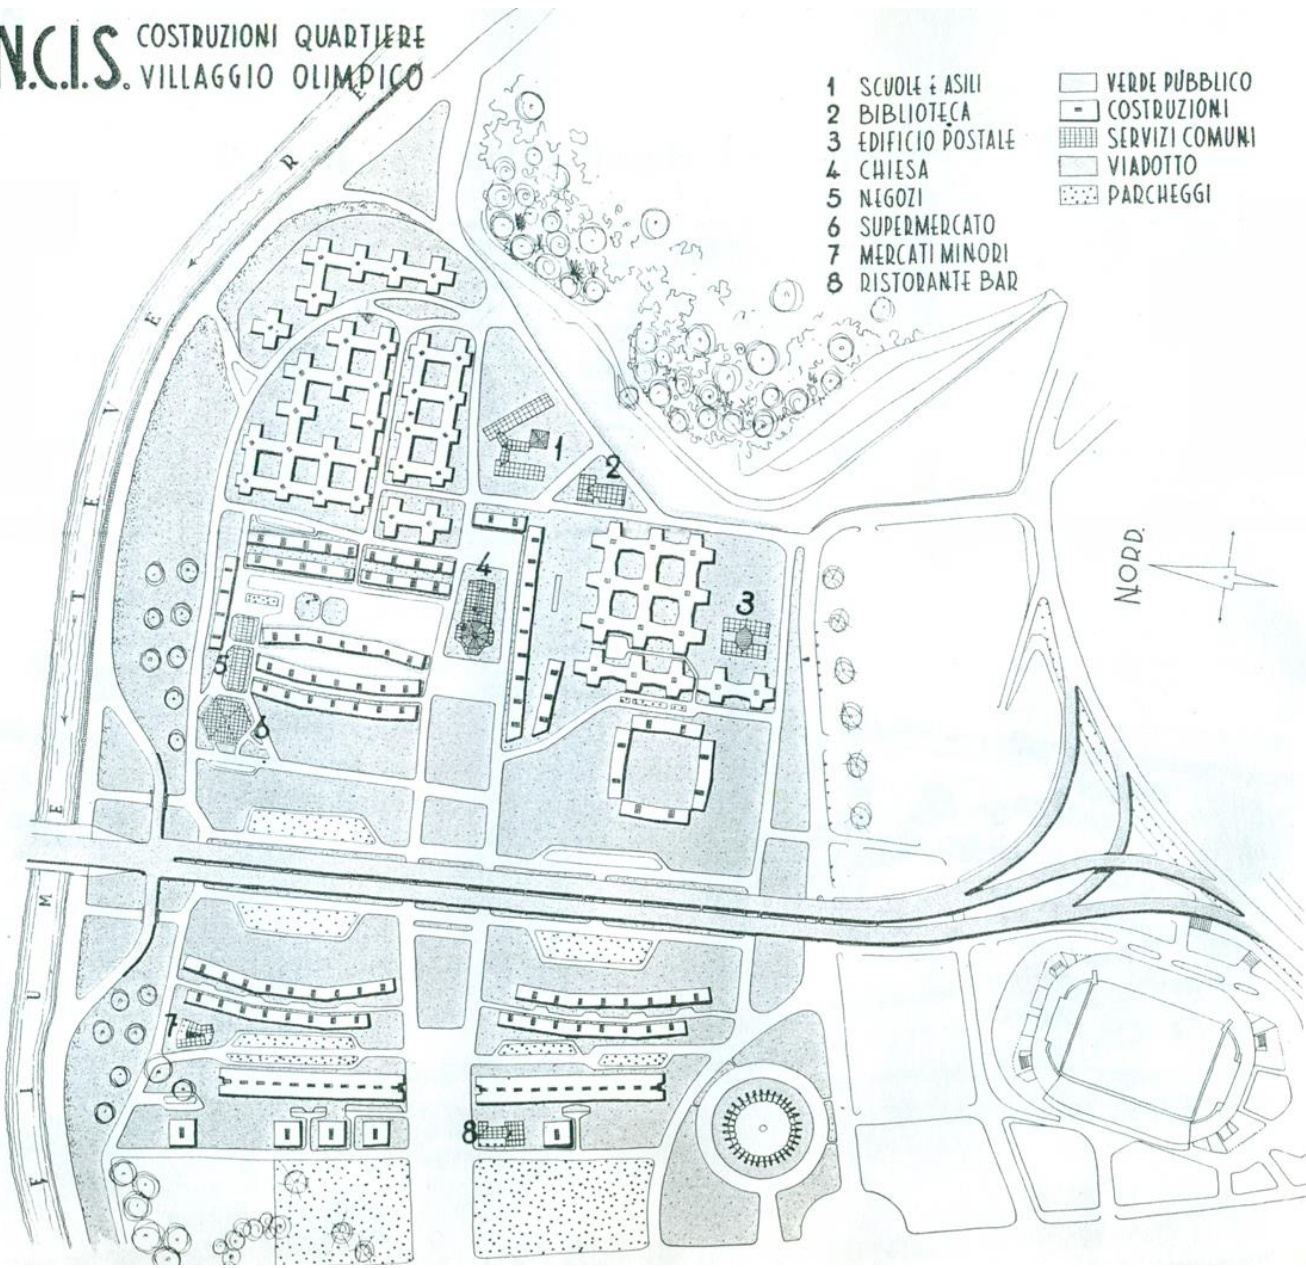 N.C.I.S. COSTRUZIONI QUARTIERE
VILLAGGIO OLIMPICO
1 SCUOLE E ASILI
2 BIBLIOTECA
3 EDIFICIO POSTALE
4 CHIESA
5 NEGOZI
6 SUPERMERCATO
7 MERCATI MINORI
8 RISTORANTE BAR
VERDE PUBBLICO
COSTRUZIONI
SERVIZI COMUNI
VIADOTTO
PARCHEGGI
FIUME TEVERE
NORD.
1
2
3
4
5
6
7
8